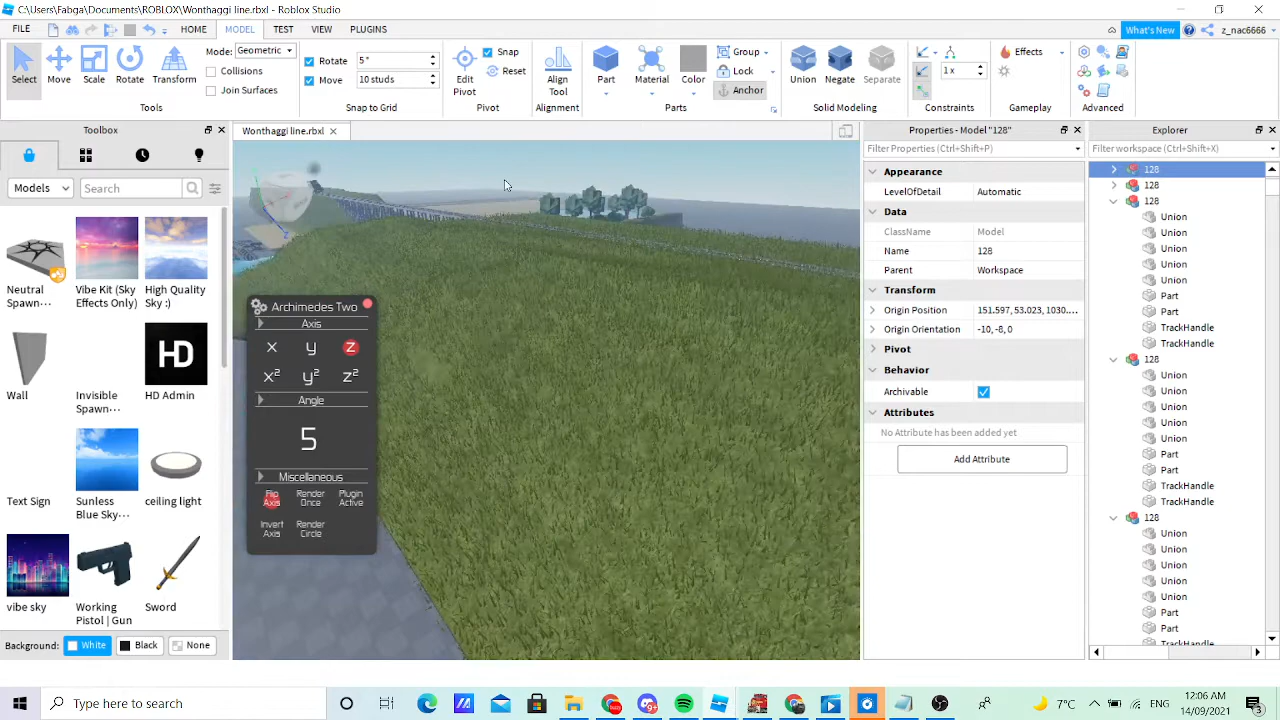 C:\Users\Fabga\Documents\ROBLOX\Wonthaggi line.rbxl - Roblox Studio
FILE HOME MODEL TEST VIEW PLUGINS What's New z_nac6666
Select Move Scale Rotate Transform
Mode: Geometric
Collisions
Join Surfaces
Tools
Rotate 5 °
Move 10 studs
Snap to Grid
Edit Pivot
Snap
Reset
Pivot
Align Tool
Alignment
Part Material Color
Group
Lock
Anchor
Parts
Union Negate Separate
Solid Modeling
1 x
Constraints
Effects
Gameplay
Advanced
Toolbox
Models Search
Neutral Spawn...
Vibe Kit (Sky Effects Only)
High Quality Sky :)
HD
Wall
Invisible Spawn...
HD Admin
Text Sign
Sunless Blue Sky...
ceiling light
vibe sky
Working Pistol | Gun
Sword
Background: White Black None
Wonthaggi line.rbxl
Z
Archimedes Two
Axis
X y Z
X² y² Z²
Angle
5
Miscellaneous
Flip Axis
Render Once
Plugin Active
Invert Axis
Render Circle
Properties - Model "128"
Filter Properties (Ctrl+Shift+P)
Appearance
LevelOfDetail Automatic
Data
ClassName Model
Name 128
Parent Workspace
Transform
Origin Position 151.597, 53.023, 1030....
Origin Orientation -10, -8, 0
Pivot
Behavior
Archivable
Attributes
No Attribute has been added yet
Add Attribute
Explorer
Filter workspace (Ctrl+Shift+X)
128
128
128
Union
Union
Union
Union
Union
Part
Part
TrackHandle
TrackHandle
128
Union
Union
Union
Union
Union
Part
Part
TrackHandle
TrackHandle
128
Union
Union
Union
Union
Union
Part
Part
TrackHandle
Type here to search
7°C
ENG
12:06 AM
14/09/2021
3